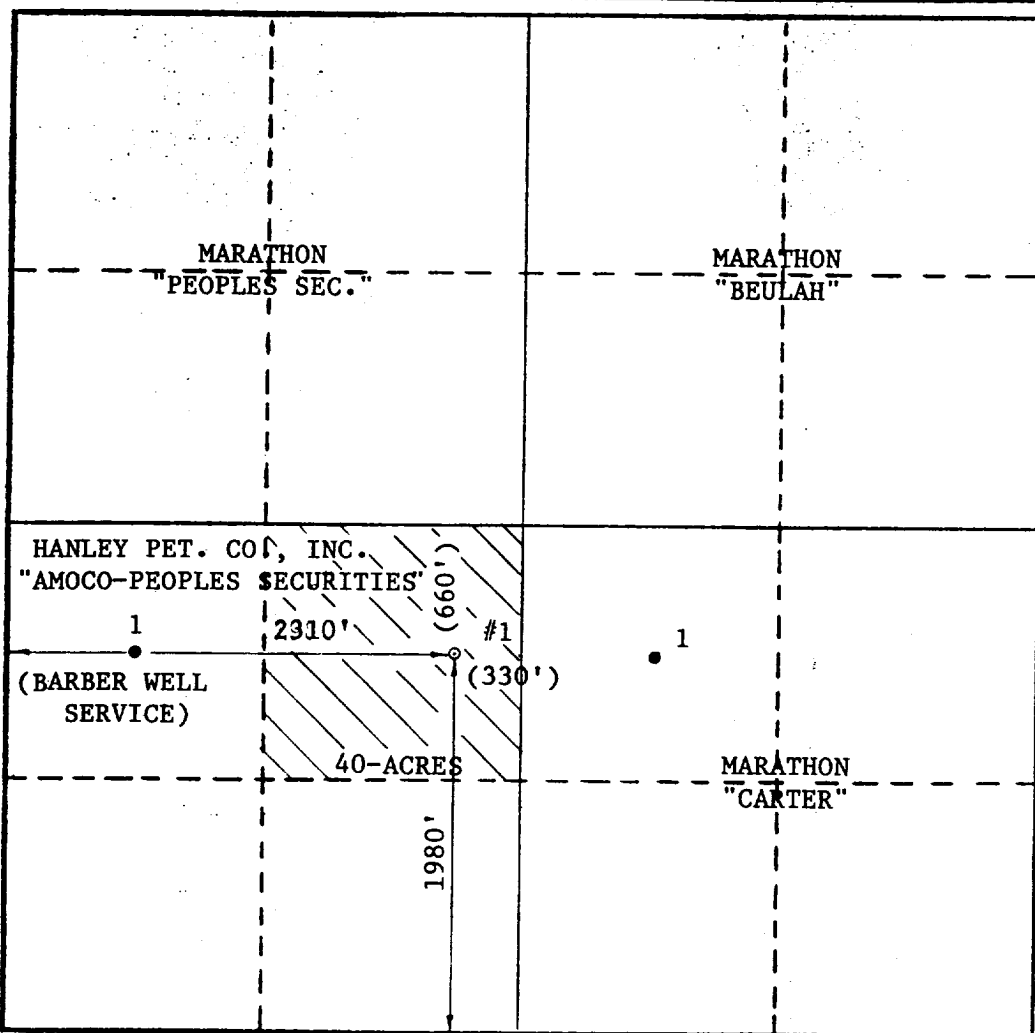 MARATHON
"PEOPLES SEC."
MARATHON
"BEULAH"
HANLEY PET. CO., INC.
"AMOCO-PEOPLES SECURITIES"
(660')
1
2310'
#1
1
(330')
(BARBER WELL
SERVICE)
40-ACRES
MARATHON
"CARTER"
1980'